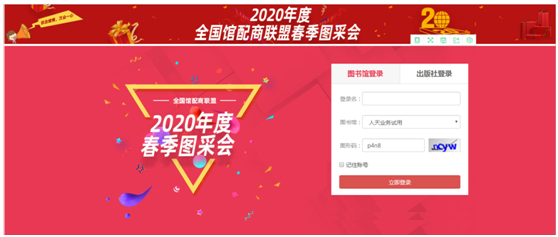 2020年度
全国馆配商联盟春季图采会
20
全国馆配商联盟
2020年度
春季图采会
图书馆登录 出版社登录
登录名：
图书馆： 人天业务试用
图形码： p4n8 ncyw
记住账号
立即登录